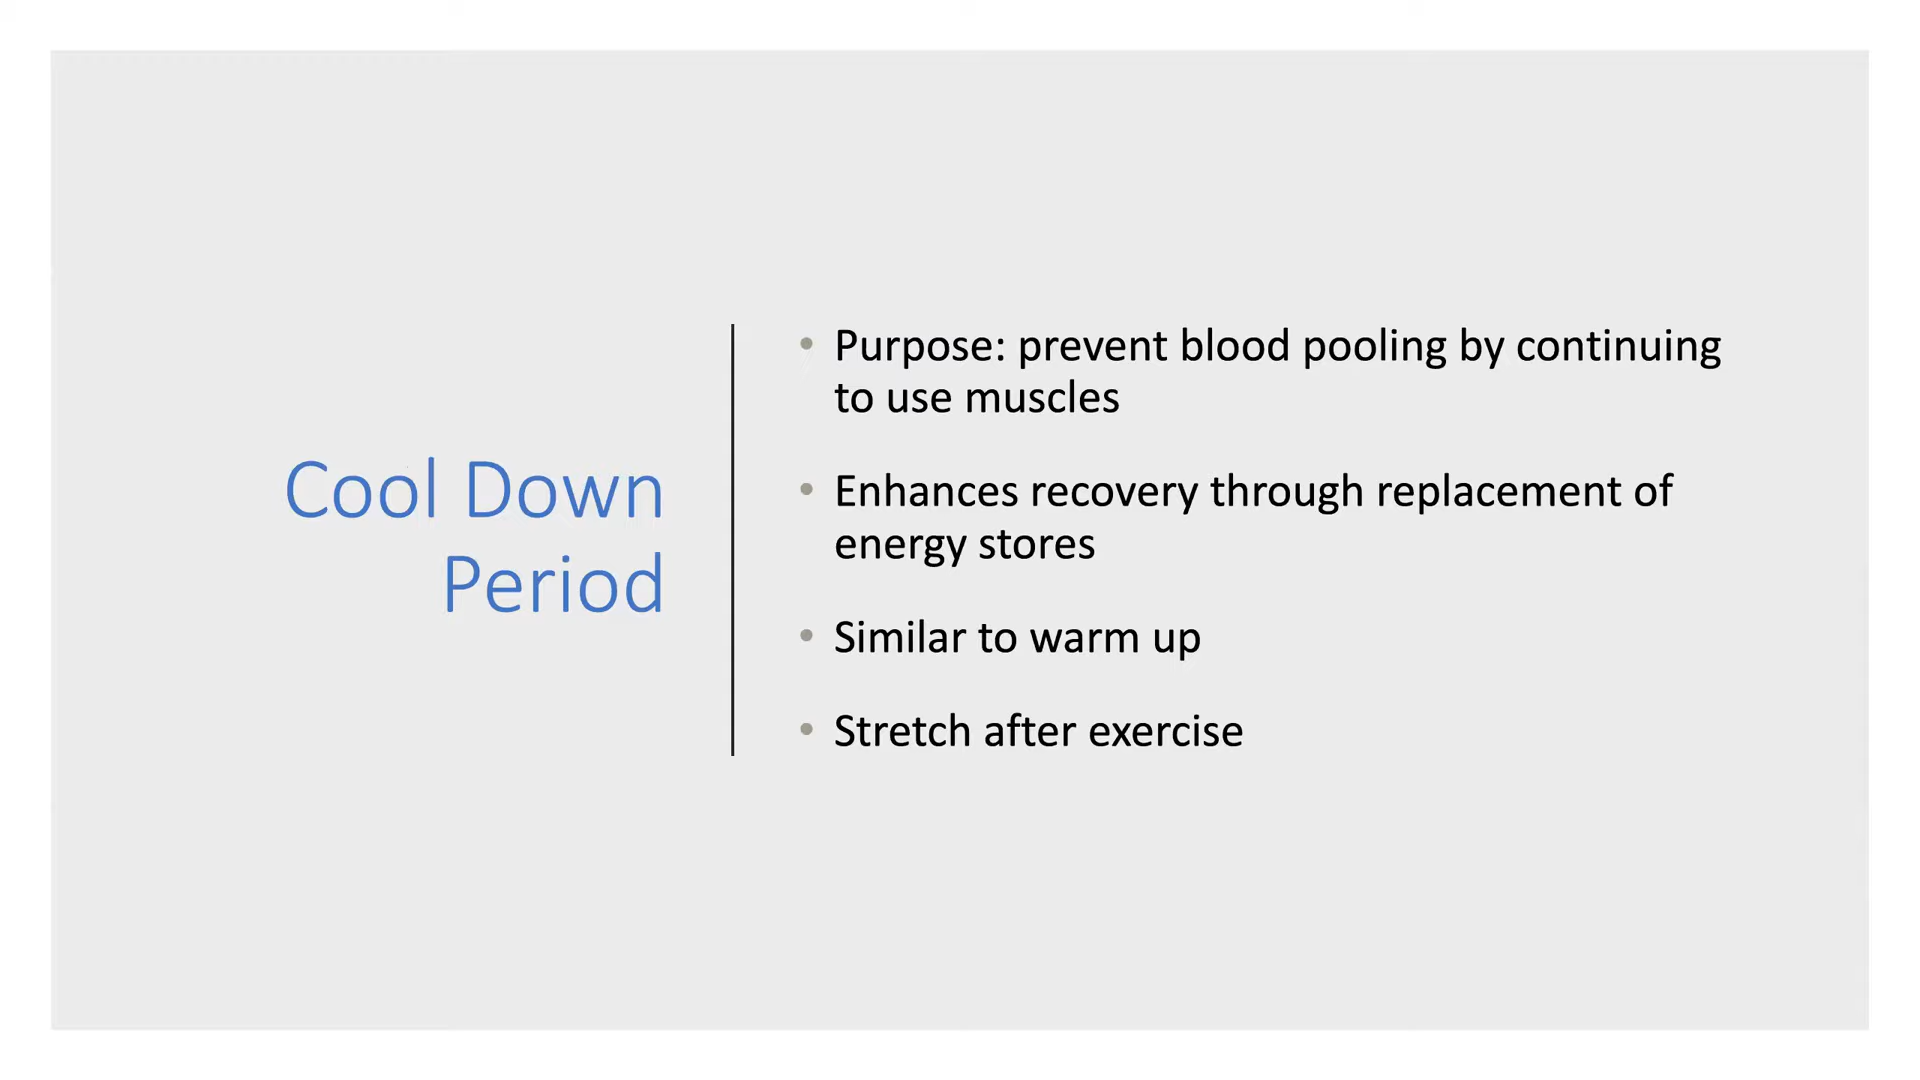 Cool Down
Period
• Purpose: prevent blood pooling by continuing
to use muscles
• Enhances recovery through replacement of
energy stores
• Similar to warm up
• Stretch after exercise